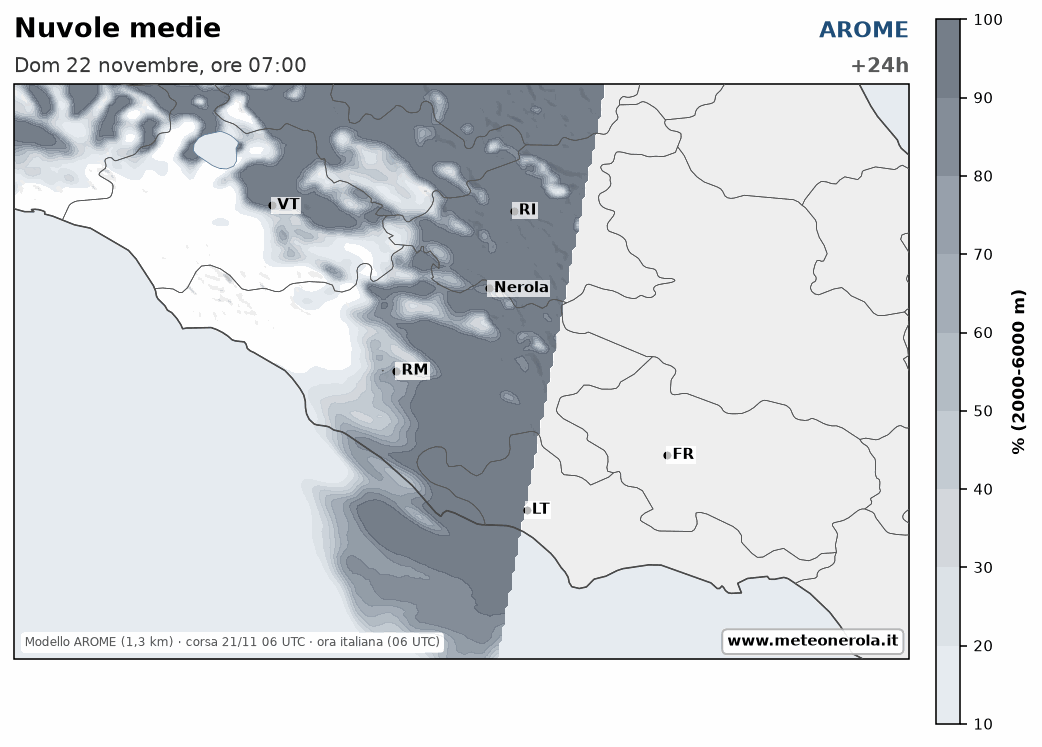 Nuvole medie
AROME
Dom 22 novembre, ore 07:00
+24h
VT
RI
Nerola
RM
FR
LT
Modello AROME (1,3 km) · corsa 21/11 06 UTC · ora italiana (06 UTC)
www.meteonerola.it
100
90
80
70
60
50
40
30
20
10
% (2000-6000 m)